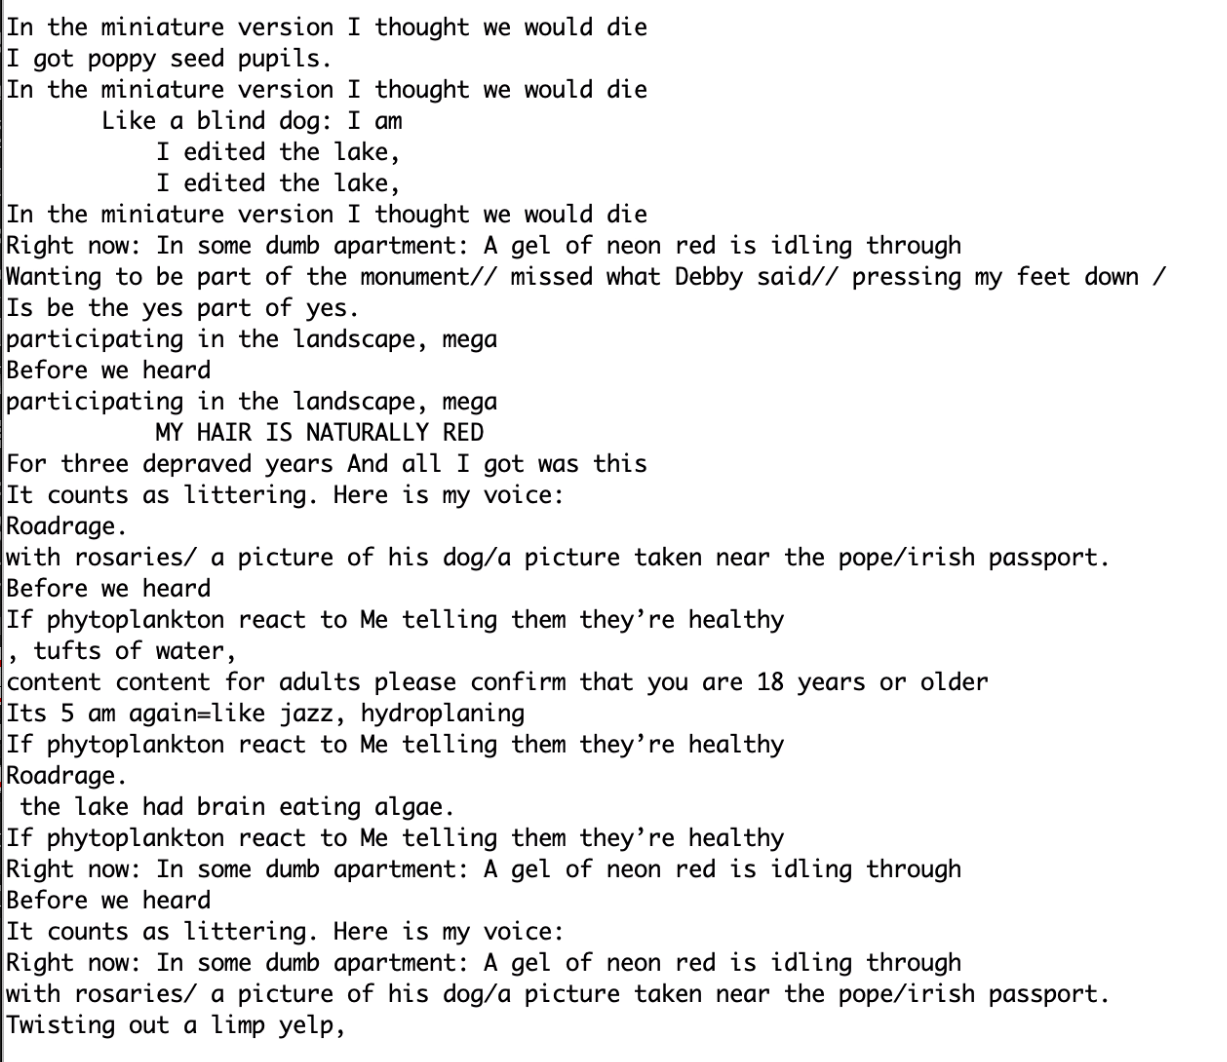 In the miniature version I thought we would die
I got poppy seed pupils.
In the miniature version I thought we would die
Like a blind dog: I am
I edited the lake,
I edited the lake,
In the miniature version I thought we would die
Right now: In some dumb apartment: A gel of neon red is idling through
Wanting to be part of the monument// missed what Debby said// pressing my feet down /
Is be the yes part of yes.
participating in the landscape, mega
Before we heard
participating in the landscape, mega
MY HAIR IS NATURALLY RED
For three depraved years And all I got was this
It counts as littering. Here is my voice:
Roadrage.
with rosaries/ a picture of his dog/a picture taken near the pope/irish passport.
Before we heard
If phytoplankton react to Me telling them they’re healthy
, tufts of water,
content content for adults please confirm that you are 18 years or older
Its 5 am again=like jazz, hydroplaning
If phytoplankton react to Me telling them they’re healthy
Roadrage.
the lake had brain eating algae.
If phytoplankton react to Me telling them they’re healthy
Right now: In some dumb apartment: A gel of neon red is idling through
Before we heard
It counts as littering. Here is my voice:
Right now: In some dumb apartment: A gel of neon red is idling through
with rosaries/ a picture of his dog/a picture taken near the pope/irish passport.
Twisting out a limp yelp,